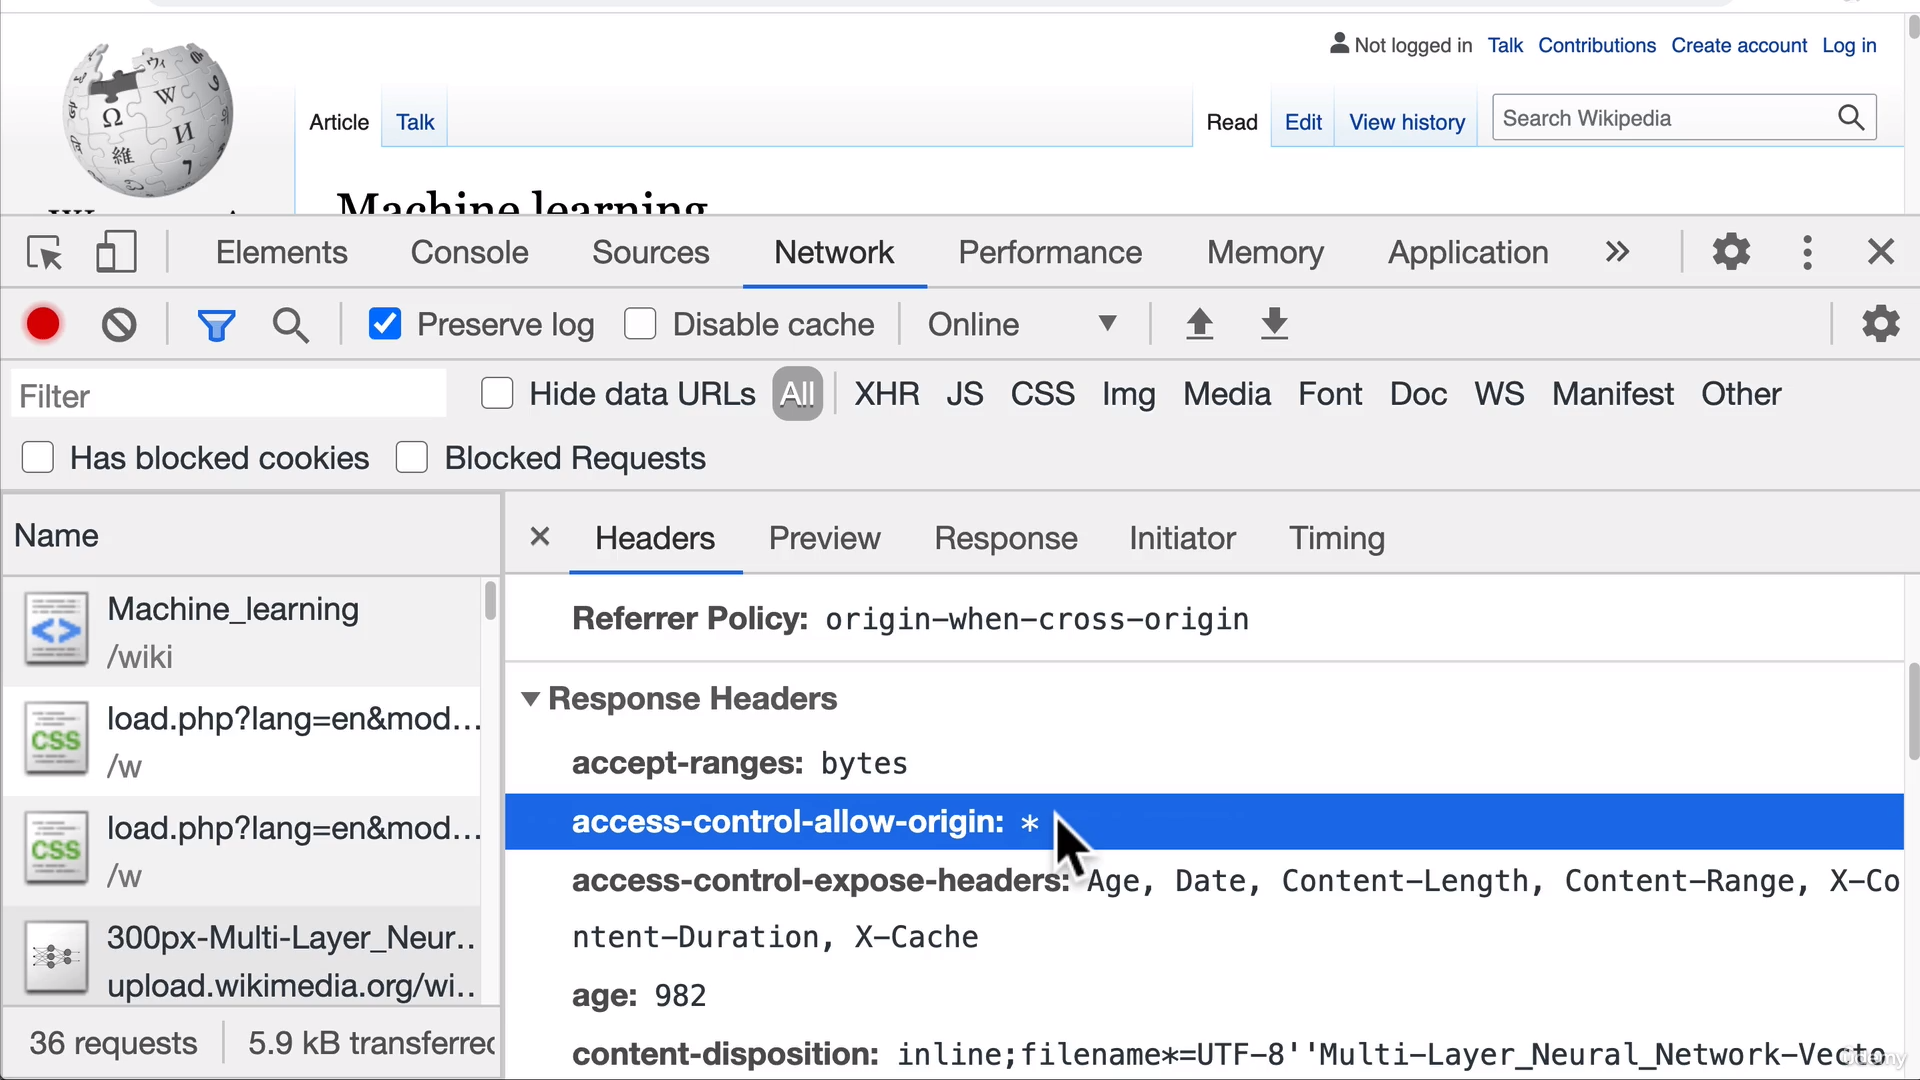 Not logged in Talk Contributions Create account Log in
Article Talk Read Edit View history Search Wikipedia
Machine learning
Elements Console Sources Network Performance Memory Application »
Preserve log Disable cache Online
Filter Hide data URLs All XHR JS CSS Img Media Font Doc WS Manifest Other
Has blocked cookies Blocked Requests
Name
Headers Preview Response Initiator Timing
Machine_learning
/wiki
CSS
load.php?lang=en&mod...
/w
CSS
load.php?lang=en&mod...
/w
300px-Multi-Layer_Neur..
upload.wikimedia.org/wi..
36 requests 5.9 kB transferred
Referrer Policy: origin-when-cross-origin
Response Headers
accept-ranges: bytes
access-control-allow-origin: *
access-control-expose-headers: Age, Date, Content-Length, Content-Range, X-Co
ntent-Duration, X-Cache
age: 982
content-disposition: inline;filename*=UTF-8''Multi-Layer_Neural_Network-Vecto
Udemy